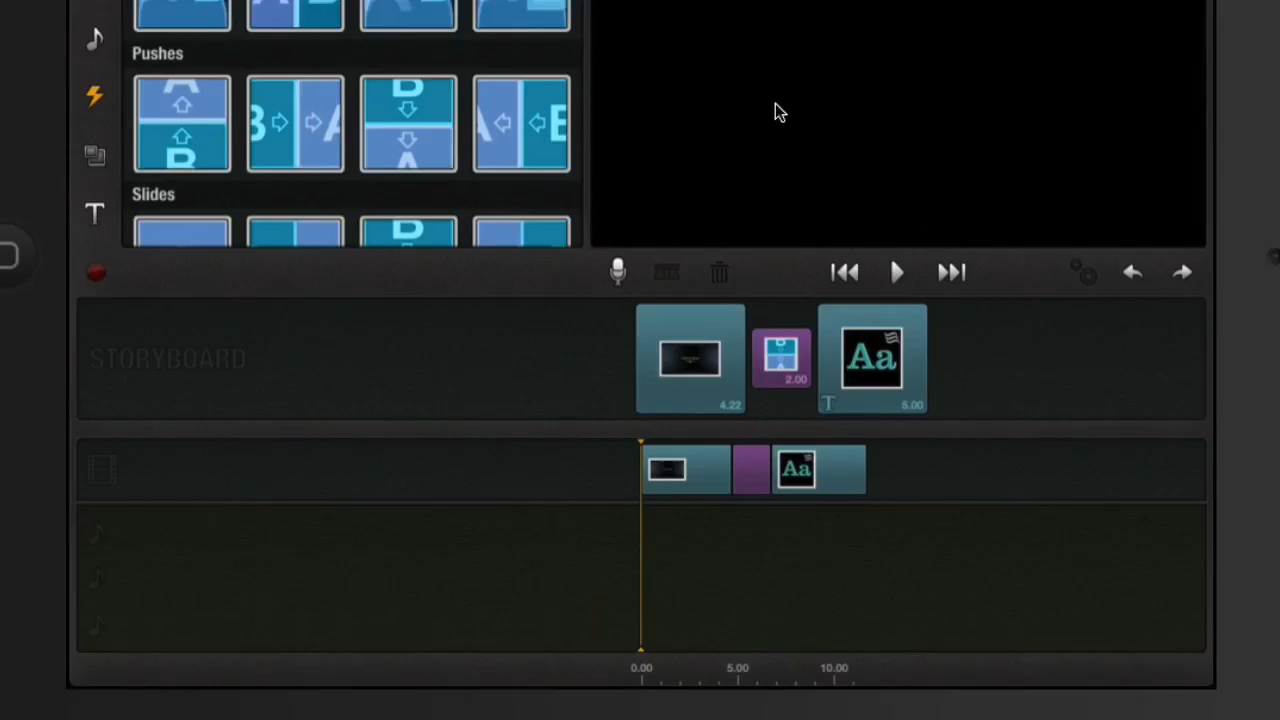 A B
Pushes
A
B
B
A
B
A
A
B
Slides
B
STORYBOARD
4.22
B
A
2.00
Aa
T
5.00
Aa
0.00 5.00 10.00